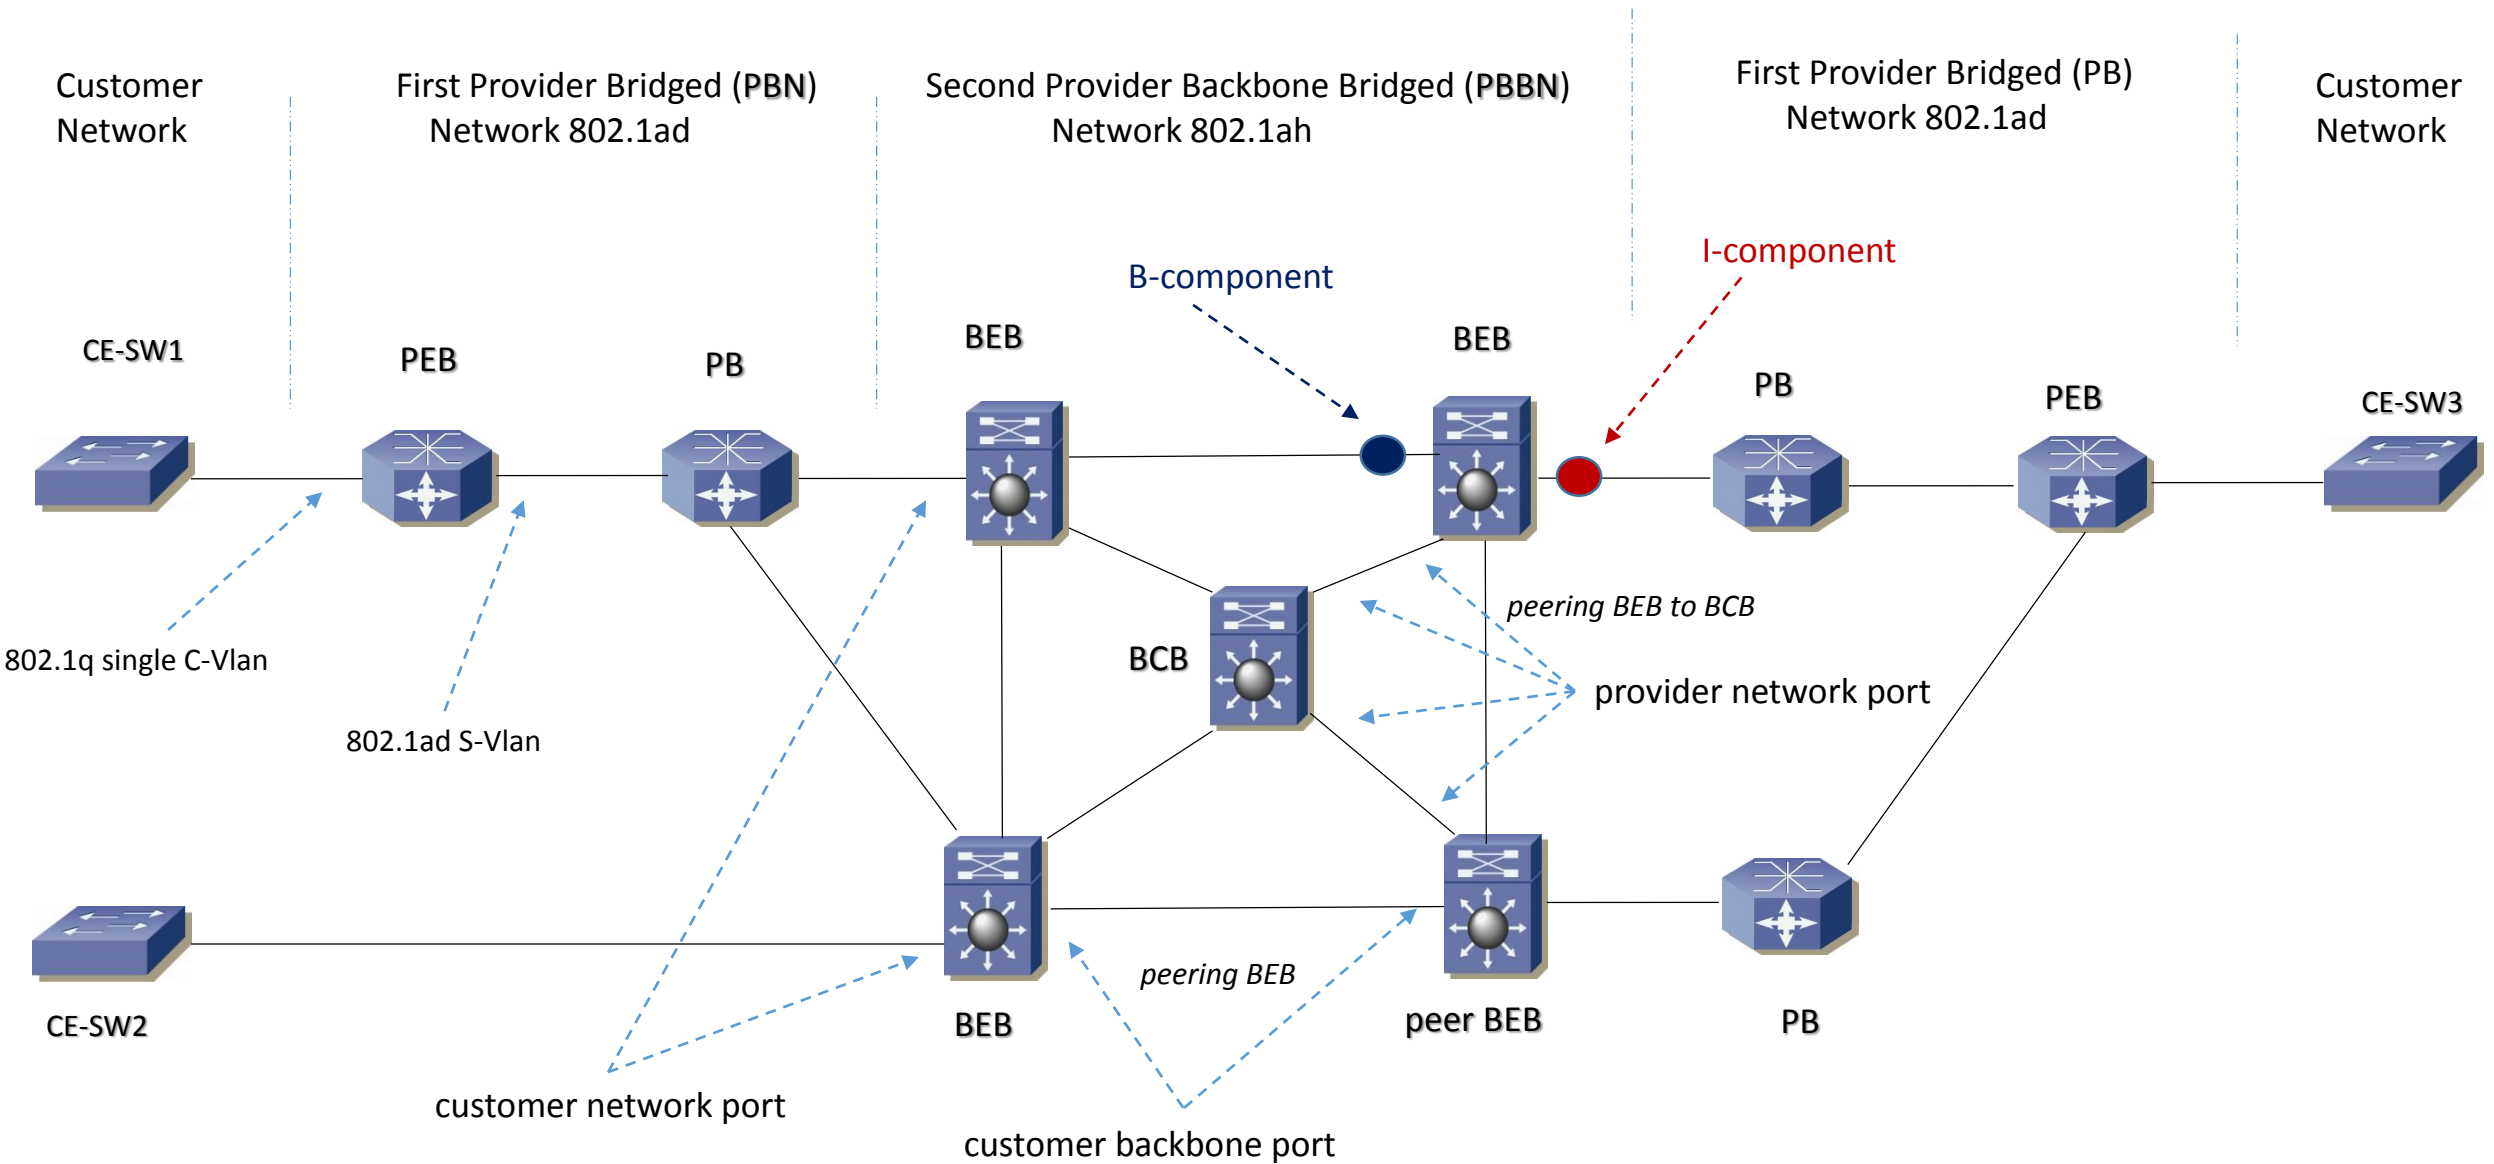 Customer
Network
First Provider Bridged (PBN)
Network 802.1ad
Second Provider Backbone Bridged (PBBN)
Network 802.1ah
First Provider Bridged (PB)
Network 802.1ad
Customer
Network
B-component
I-component
CE-SW1
PEB
PB
BEB
BEB
PB
PEB
CE-SW3
peering BEB to BCB
BCB
802.1q single C-Vlan
provider network port
802.1ad S-Vlan
peering BEB
CE-SW2
BEB
peer BEB
PB
customer network port
customer backbone port